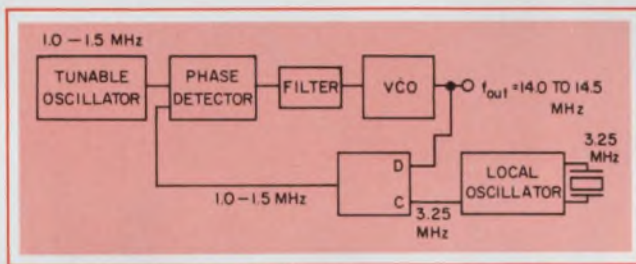 1.0 – 1.5 MHz
TUNABLE
OSCILLATOR
PHASE
DETECTOR
FILTER
VCO
f out = 14.0 TO 14.5
MHz
3.25
MHz
D
C
LOCAL
OSCILLATOR
1.0 – 1.5 MHz
3.25
MHz